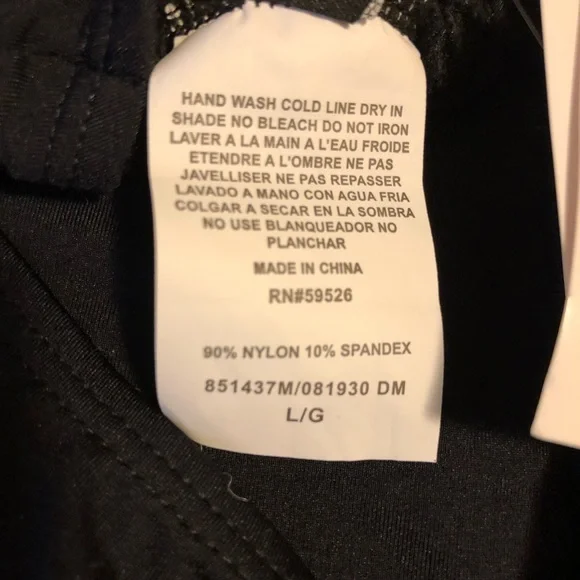 HAND WASH COLD LINE DRY IN
SHADE NO BLEACH DO NOT IRON
LAVER A LA MAIN A L'EAU FROIDE
ETENDRE A L'OMBRE NE PAS
JAVELLISER NE PAS REPASSER
LAVADO A MANO CON AGUA FRIA
COLGAR A SECAR EN LA SOMBRA
NO USE BLANQUEADOR NO
PLANCHAR
MADE IN CHINA
RN#59526
90% NYLON 10% SPANDEX
851437M/081930 DM
L/G